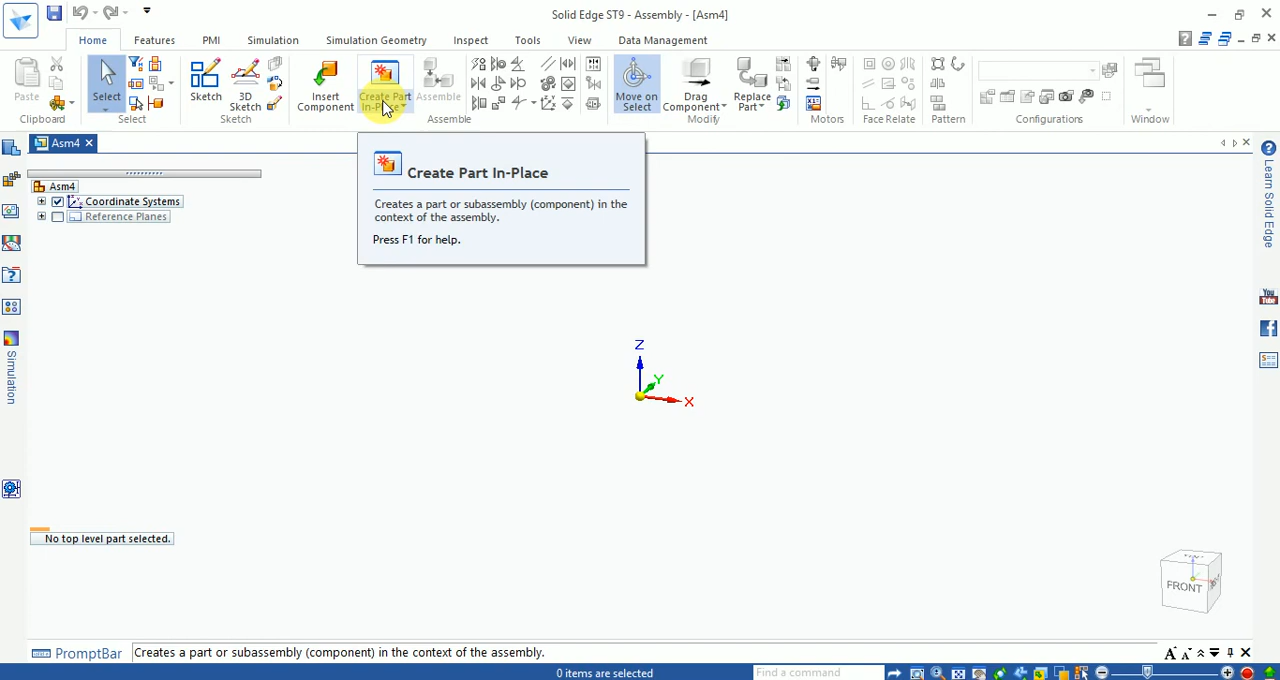 Solid Edge ST9 - Assembly - [Asm4]
Home Features PMI Simulation Simulation Geometry Inspect Tools View Data Management
Paste
Clipboard
Select
Select
Sketch
3D
Sketch
Sketch
Insert
Component
Create Part
In-Place
Assemble
Assemble
Move on
Select
Drag
Component
Replace
Part
Modify
Motors
Face Relate
Pattern
Configurations
Window
Asm4
Asm4
Coordinate Systems
Reference Planes
Create Part In-Place
Creates a part or subassembly (component) in the
context of the assembly.
Press F1 for help.
Learn Solid Edge
You
Tube
Simulation
Z
Y
X
No top level part selected.
FRONT
PromptBar Creates a part or subassembly (component) in the context of the assembly.
0 items are selected
Find a command